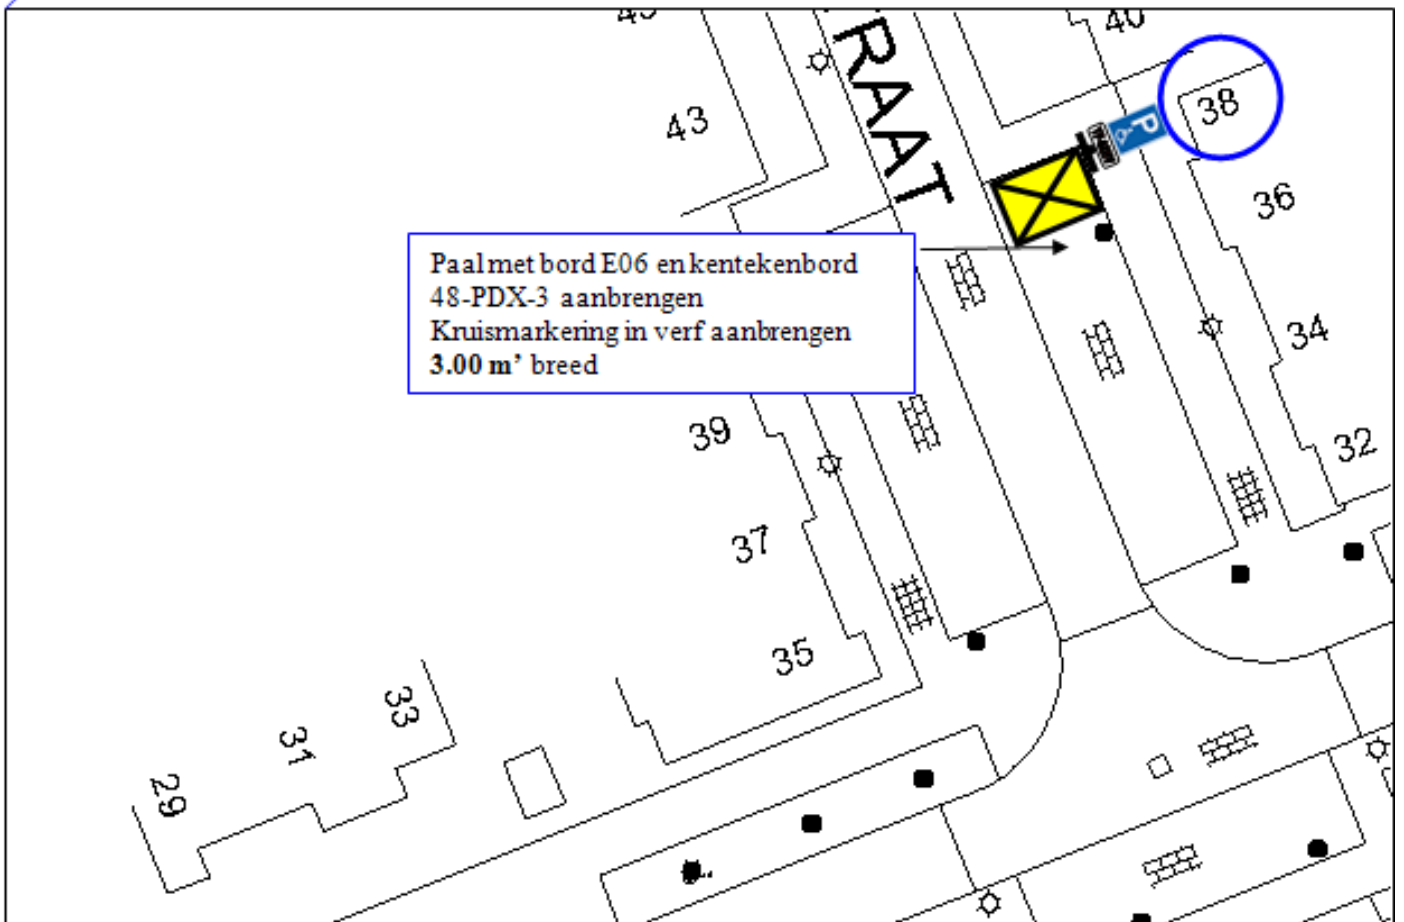 45
40
RAAT
38
43
P
36
Paal met bord E06 en kentekenbord
48-PDX-3 aanbrengen
Kruismarkering in verf aanbrengen
3.00 m’ breed
34
39
32
37
35
33
31
29